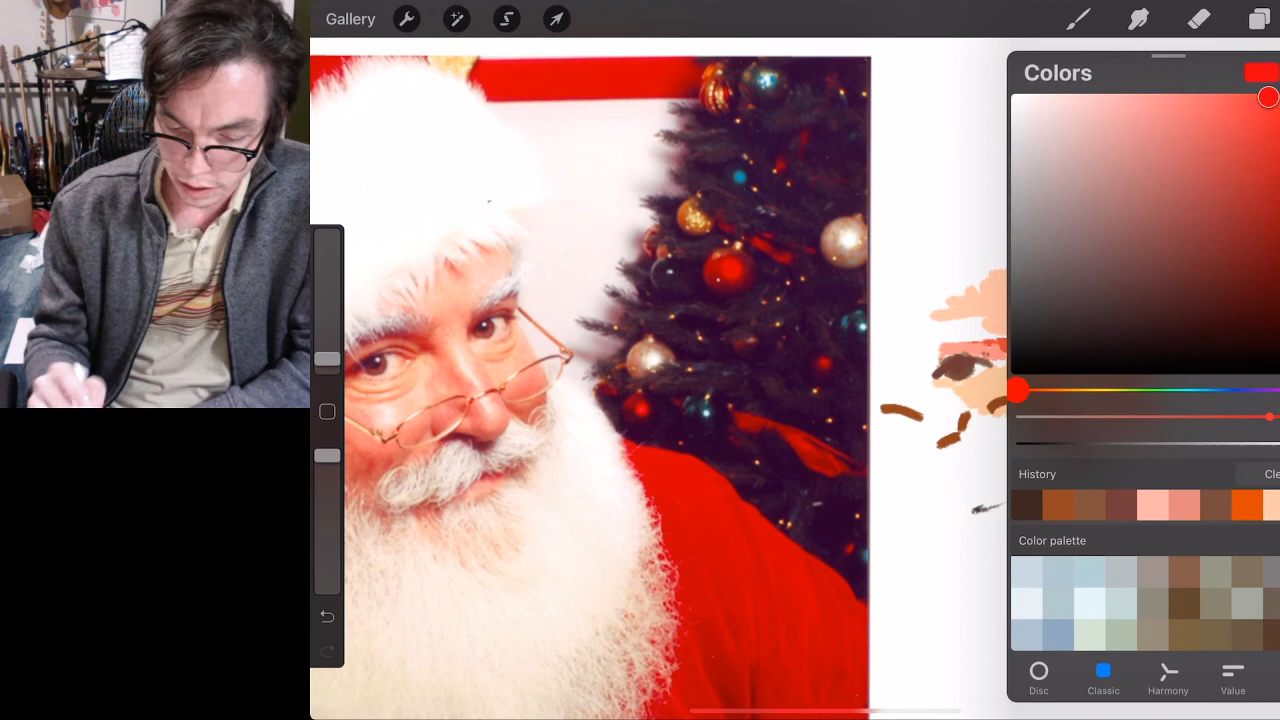 Gallery
Colors
History
Cle
Color palette
Disc
Classic
Harmony
Value